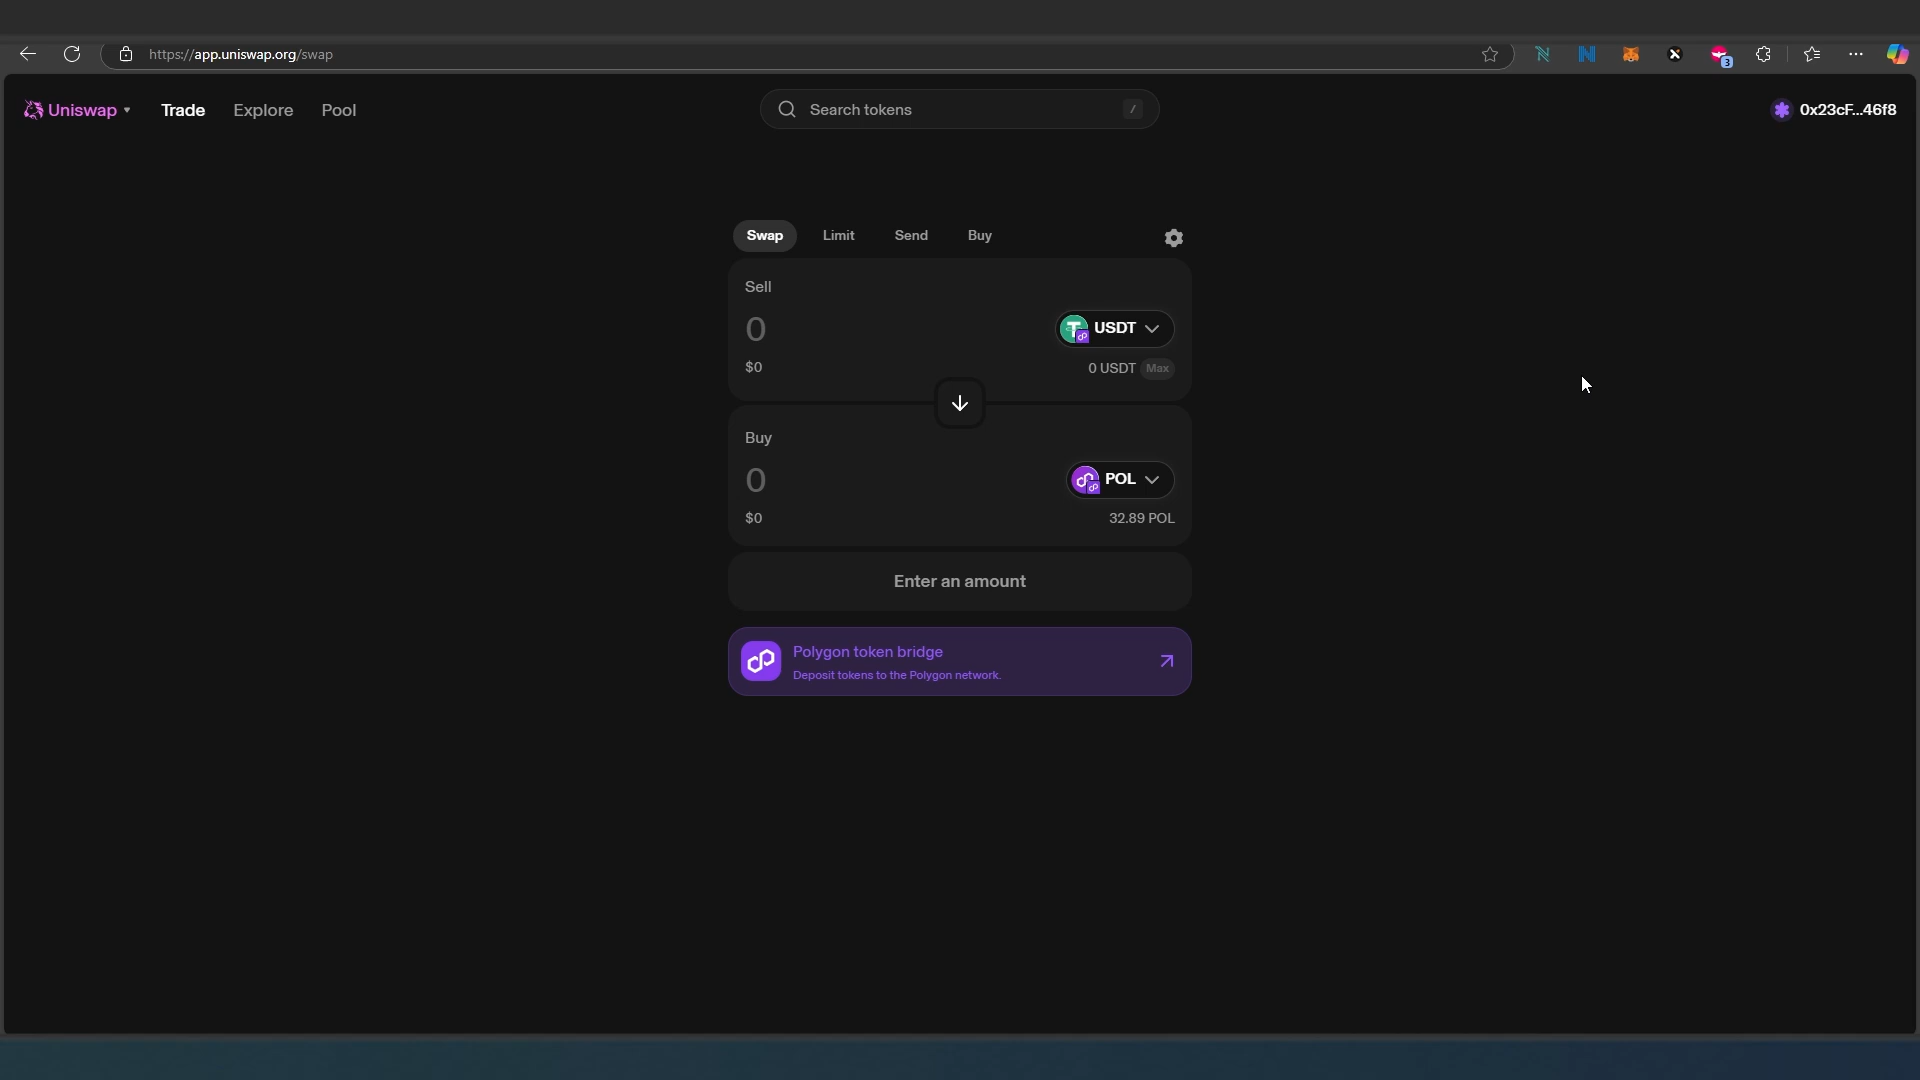 https://app.uniswap.org/swap
3
Uniswap
Trade
Explore
Pool
Search tokens
/
0x23cF...46f8
Swap
Limit
Send
Buy
Sell
0
USDT
$0
0 USDT
Max
Buy
0
POL
$0
32.89 POL
Enter an amount
Polygon token bridge
Deposit tokens to the Polygon network.